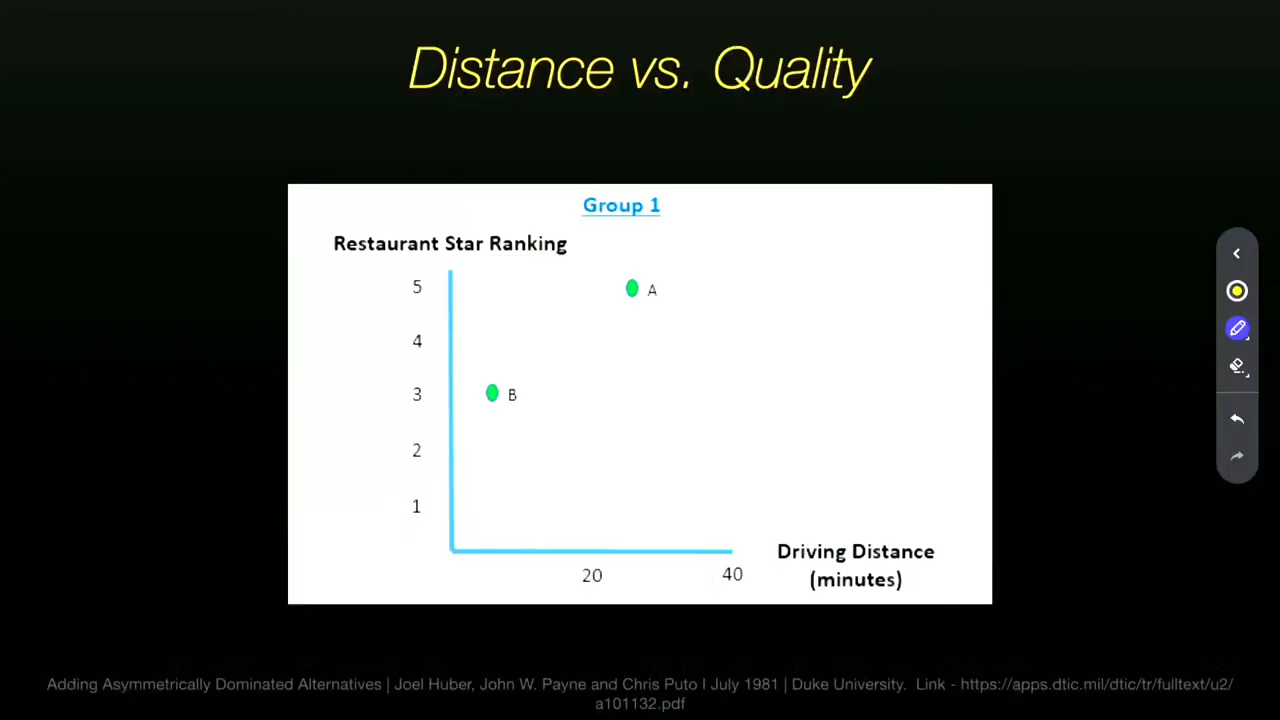 Distance vs. Quality
Group 1
Restaurant Star Ranking
5
A
4
3
B
2
1
20
40
Driving Distance
(minutes)
Adding Asymmetrically Dominated Alternatives | Joel Huber, John W. Payne and Chris Puto I July 1981 | Duke University. Link - https://apps.dtic.mil/dtic/tr/fulltext/u2/
a101132.pdf